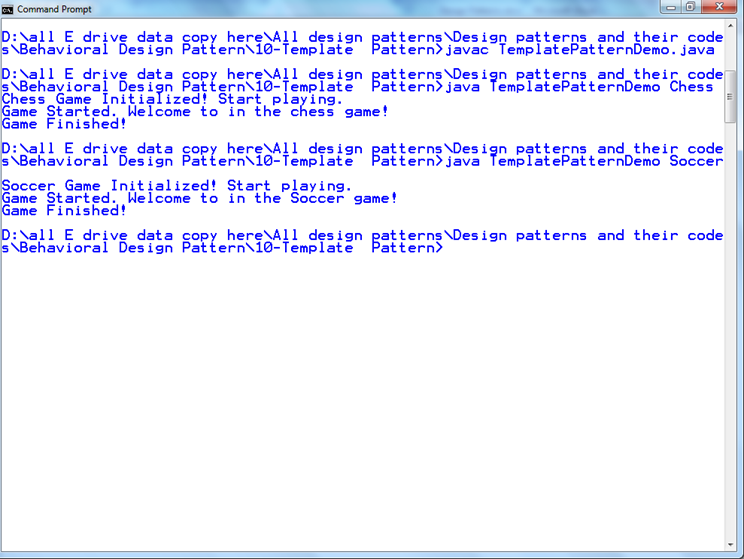 Command Prompt
D:\all E drive data copy here\All design patterns\Design patterns and their code
s\Behavioral Design Pattern\10-Template  Pattern>javac TemplatePatternDemo.java
D:\all E drive data copy here\All design patterns\Design patterns and their code
s\Behavioral Design Pattern\10-Template  Pattern>java TemplatePatternDemo Chess
Chess Game Initialized! Start playing.
Game Started. Welcome to in the chess game!
Game Finished!
D:\all E drive data copy here\All design patterns\Design patterns and their code
s\Behavioral Design Pattern\10-Template  Pattern>java TemplatePatternDemo Soccer
Soccer Game Initialized! Start playing.
Game Started. Welcome to in the Soccer game!
Game Finished!
D:\all E drive data copy here\All design patterns\Design patterns and their code
s\Behavioral Design Pattern\10-Template  Pattern>